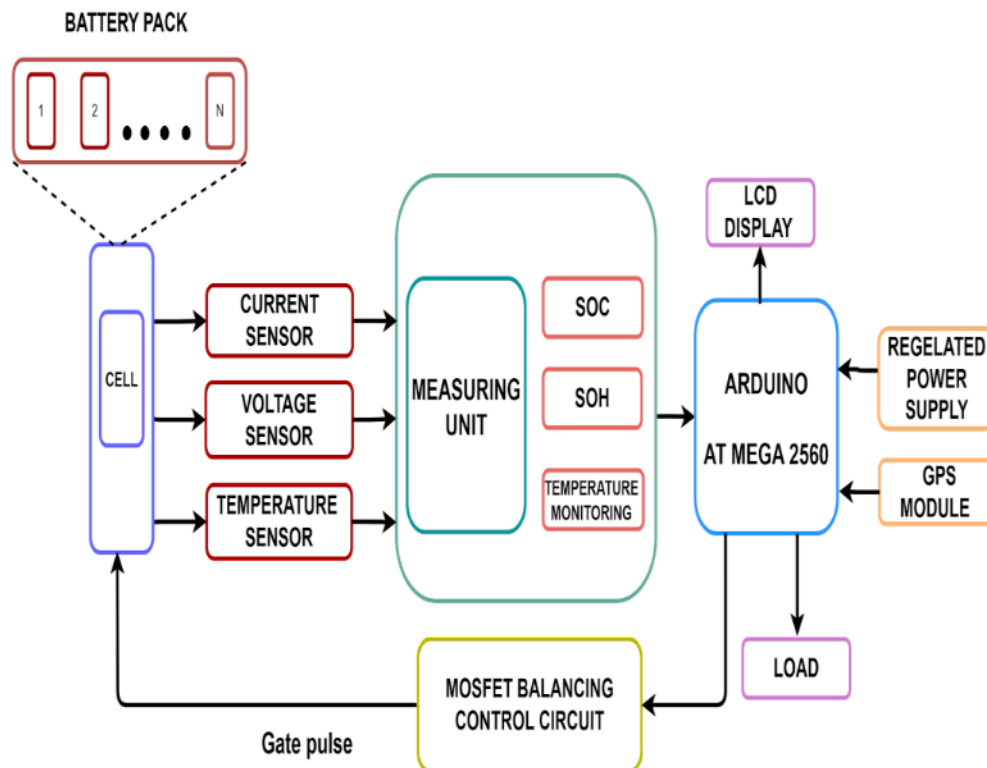 BATTERY PACK
1
2
N
CELL
CURRENT
SENSOR
VOLTAGE
SENSOR
TEMPERATURE
SENSOR
MEASURING
UNIT
SOC
SOH
TEMPERATURE
MONITORING
LCD
DISPLAY
ARDUINO
AT MEGA 2560
REGELATED
POWER
SUPPLY
GPS
MODULE
LOAD
MOSFET BALANCING
CONTROL CIRCUIT
Gate pulse